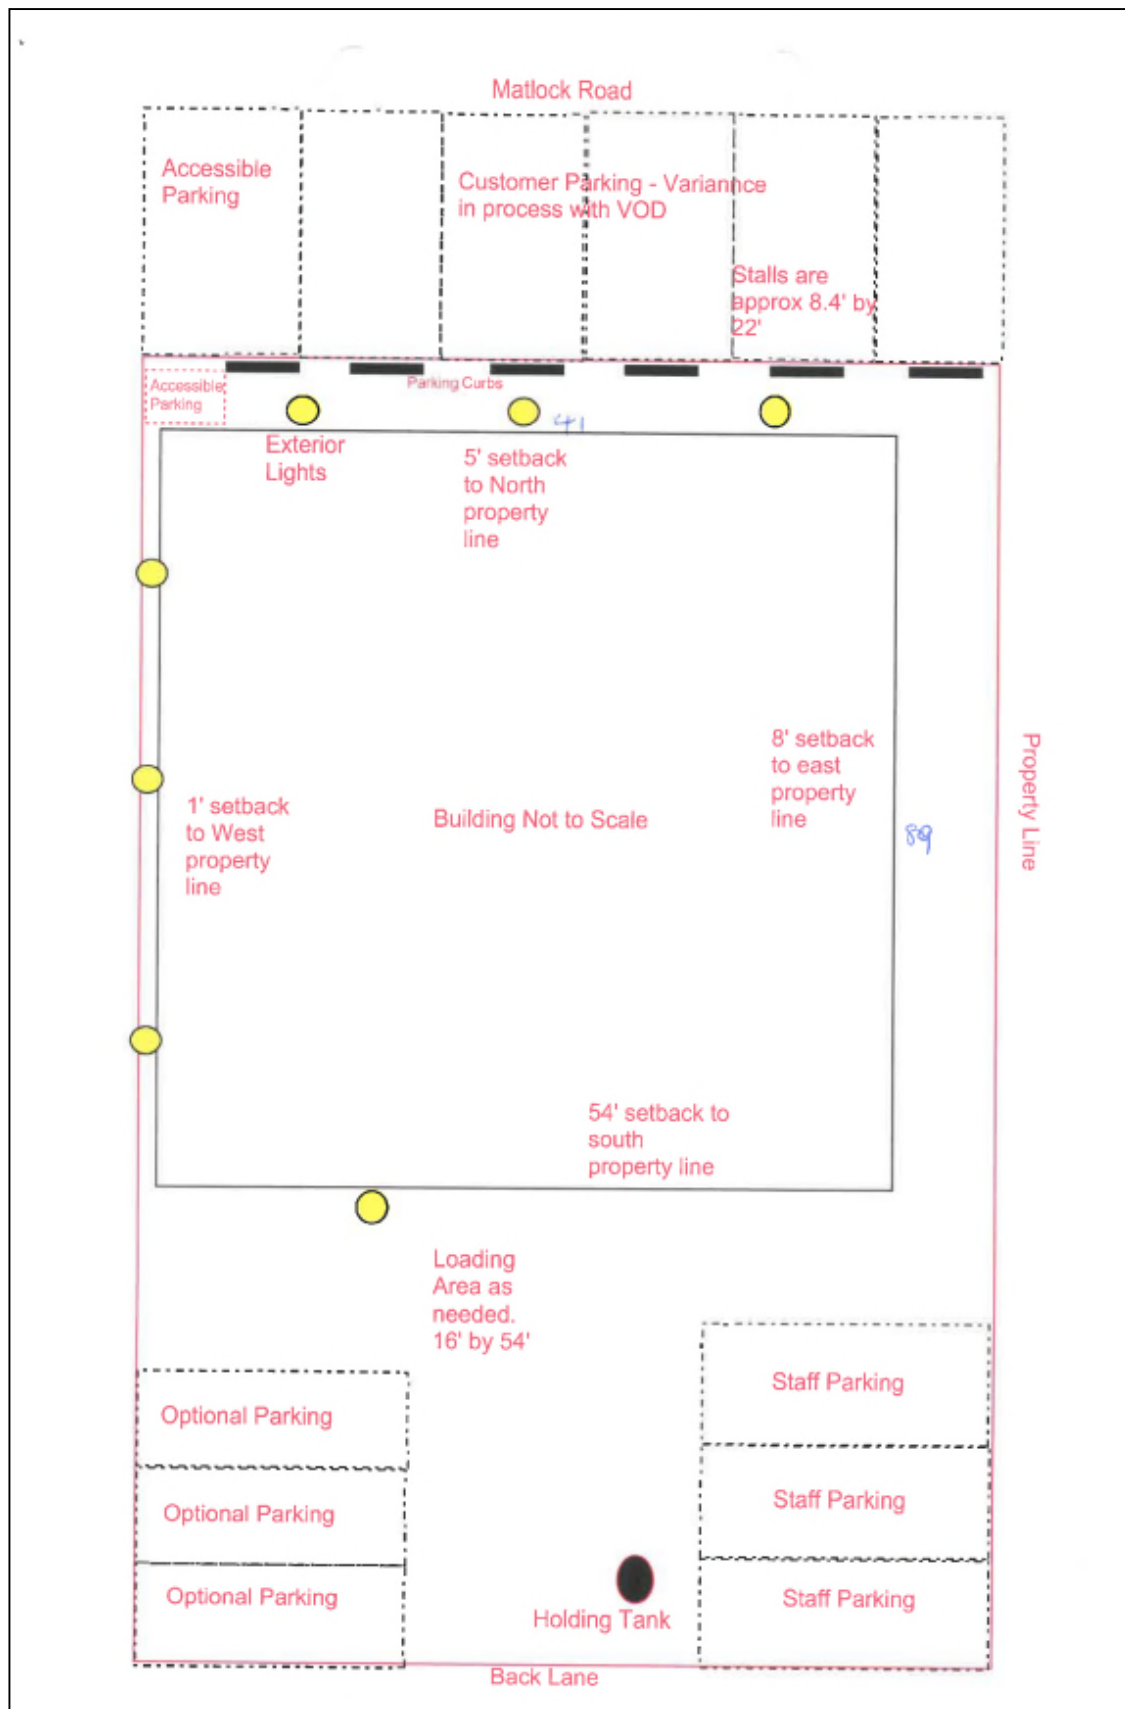 Matlock Road
Accessible
Parking
Customer Parking - Variannce
in process with VOD
Stalls are
approx 8.4' by
22'
Accessible
Parking
Parking Curbs
41
Exterior
Lights
5' setback
to North
property
line
8' setback
to east
property
line
89
Property Line
1' setback
to West
property
line
Building Not to Scale
54' setback to
south
property line
Loading
Area as
needed.
16' by 54'
Optional Parking
Optional Parking
Optional Parking
Staff Parking
Staff Parking
Staff Parking
Holding Tank
Back Lane